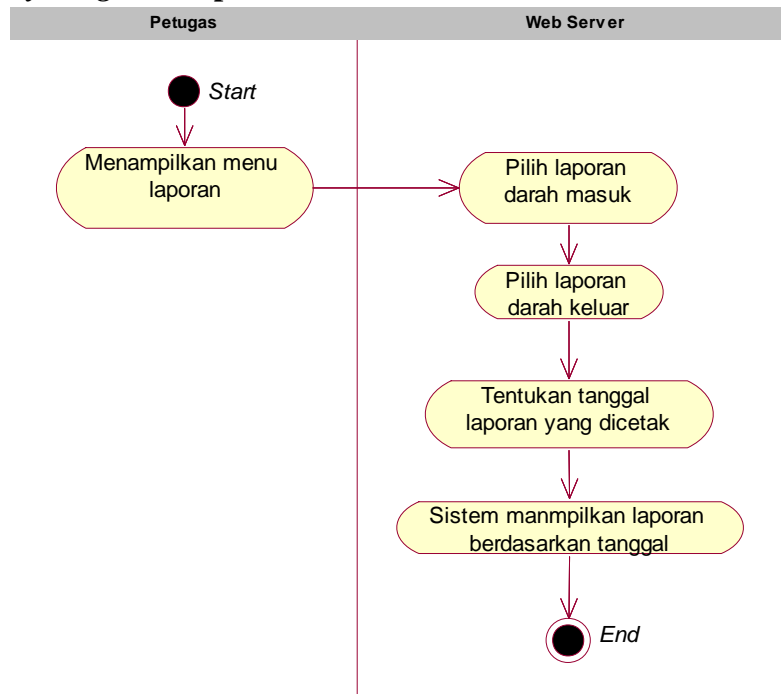 Petugas
Web Server
Start
Menampilkan menu
laporan
Pilih laporan
darah masuk
Pilih laporan
darah keluar
Tentukan tanggal
laporan yang dicetak
Sistem manmpilkan laporan
berdasarkan tanggal
End